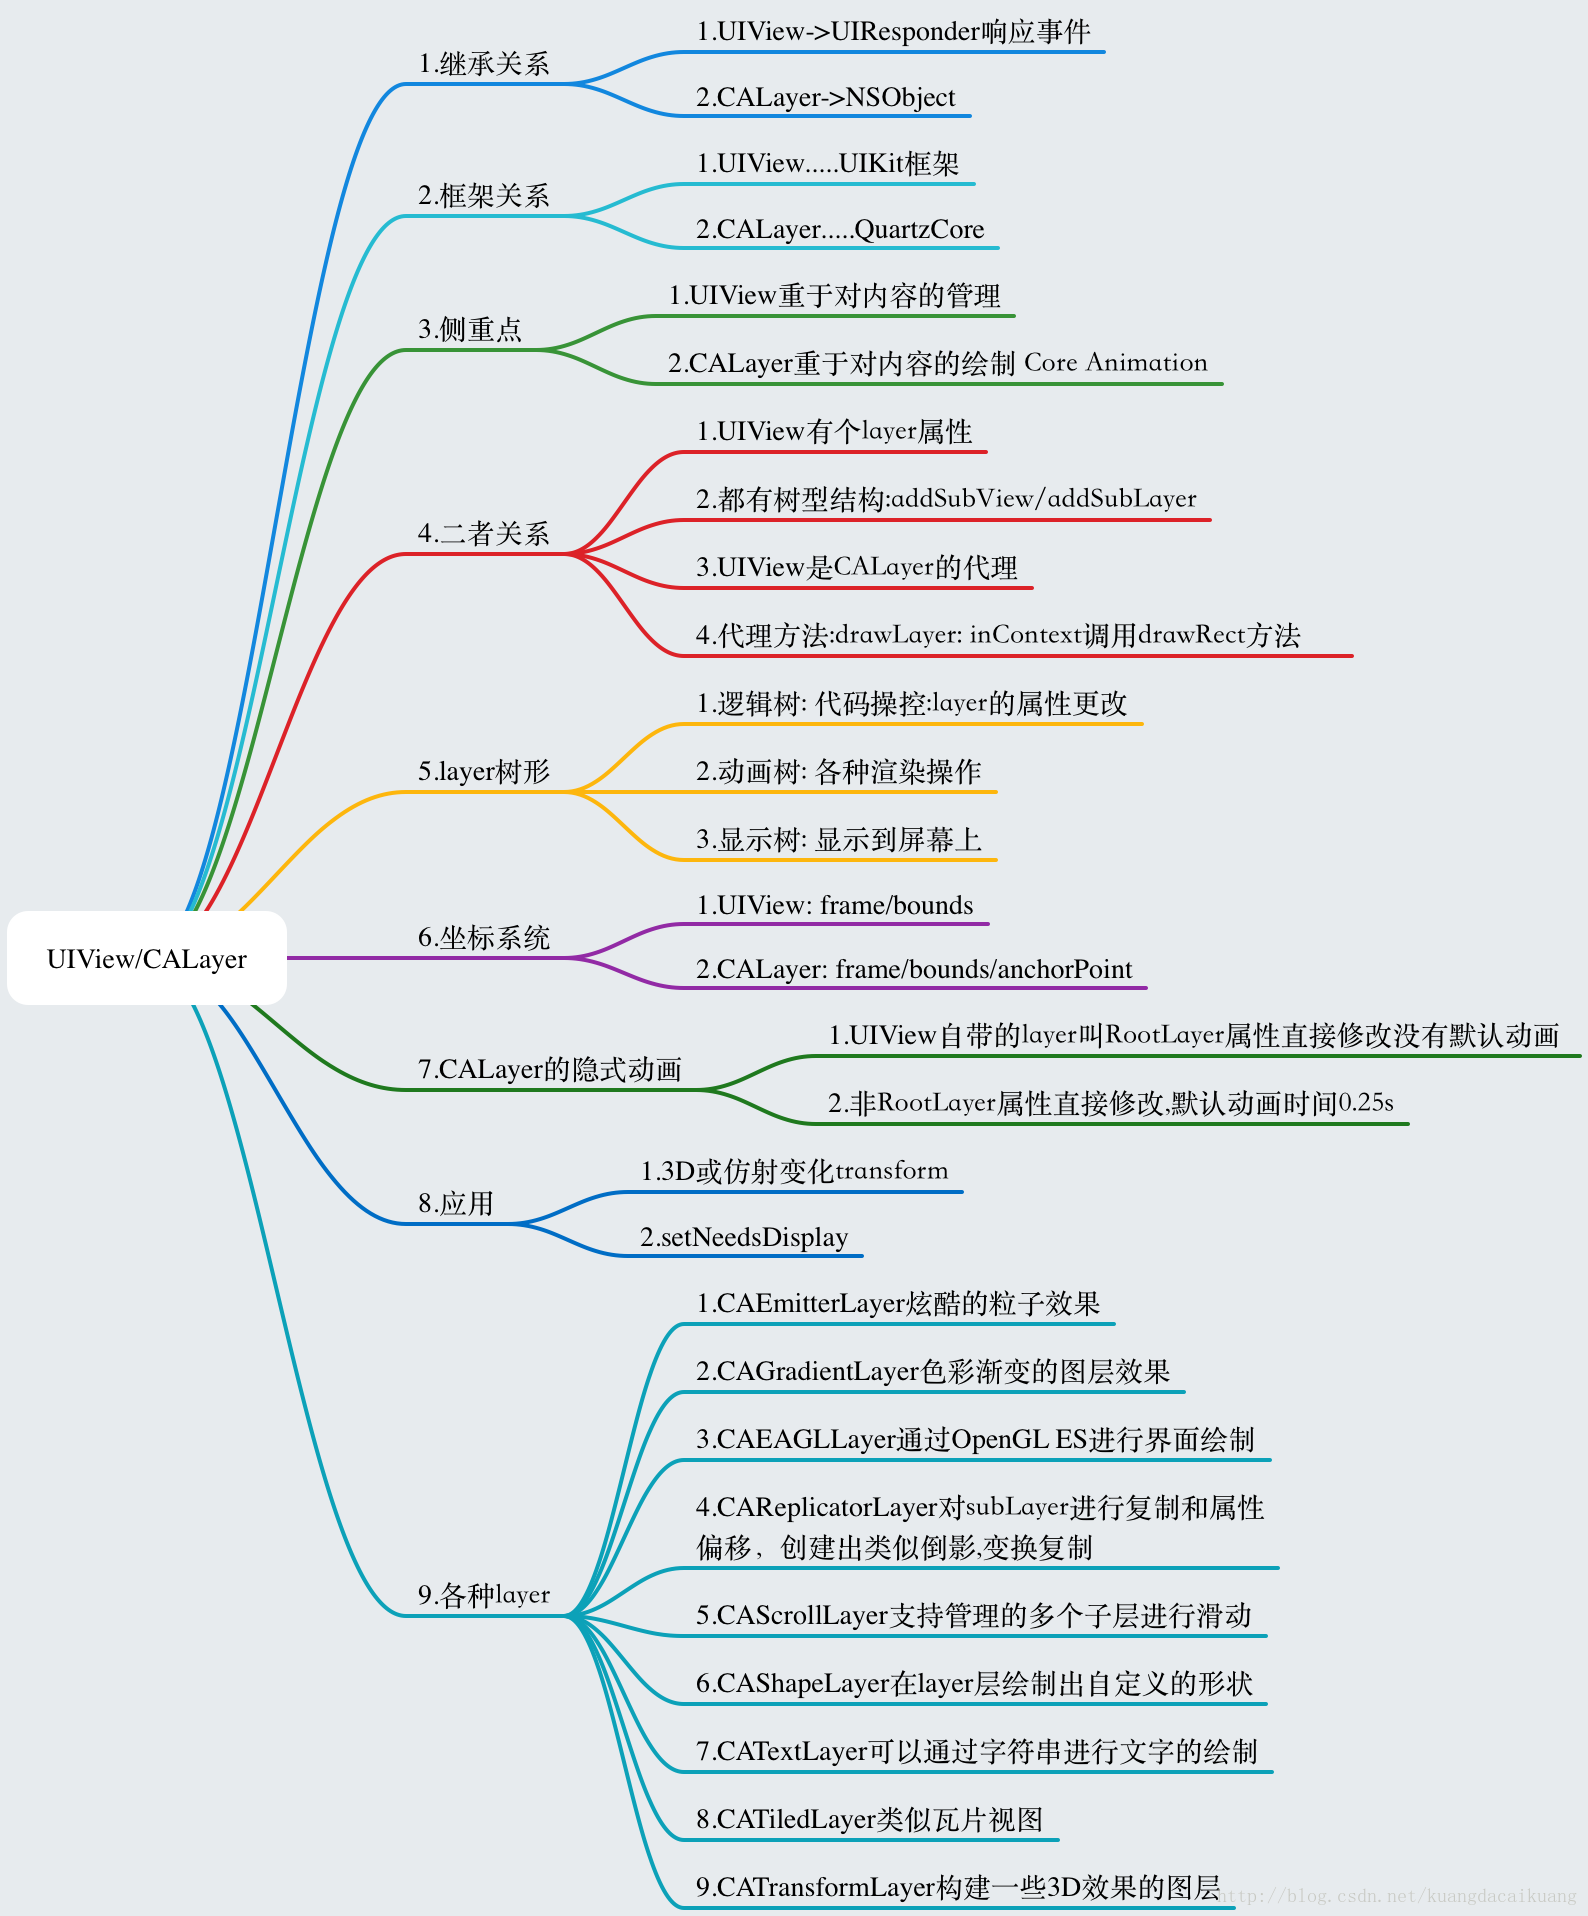 UIView/CALayer
1.继承关系
1.UIView->UIResponder响应事件
2.CALayer->NSObject
2.框架关系
1.UIView.....UIKit框架
2.CALayer.....QuartzCore
3.侧重点
1.UIView重于对内容的管理
2.CALayer重于对内容的绘制 Core Animation
4.二者关系
1.UIView有个layer属性
2.都有树型结构:addSubView/addSubLayer
3.UIView是CALayer的代理
4.代理方法:drawLayer: inContext调用drawRect方法
5.layer树形
1.逻辑树: 代码操控:layer的属性更改
2.动画树: 各种渲染操作
3.显示树: 显示到屏幕上
6.坐标系统
1.UIView: frame/bounds
2.CALayer: frame/bounds/anchorPoint
7.CALayer的隐式动画
1.UIView自带的layer叫RootLayer属性直接修改没有默认动画
2.非RootLayer属性直接修改,默认动画时间0.25s
8.应用
1.3D或仿射变化transform
2.setNeedsDisplay
9.各种layer
1.CAEmitterLayer炫酷的粒子效果
2.CAGradientLayer色彩渐变的图层效果
3.CAEAGLLayer通过OpenGL ES进行界面绘制
4.CAReplicatorLayer对subLayer进行复制和属性
偏移，创建出类似倒影,变换复制
5.CAScrollLayer支持管理的多个子层进行滑动
6.CAShapeLayer在layer层绘制出自定义的形状
7.CATextLayer可以通过字符串进行文字的绘制
8.CATiledLayer类似瓦片视图
9.CATransformLayer构建一些3D效果的图层
http://blog.csdn.net/kuangdacaikuang